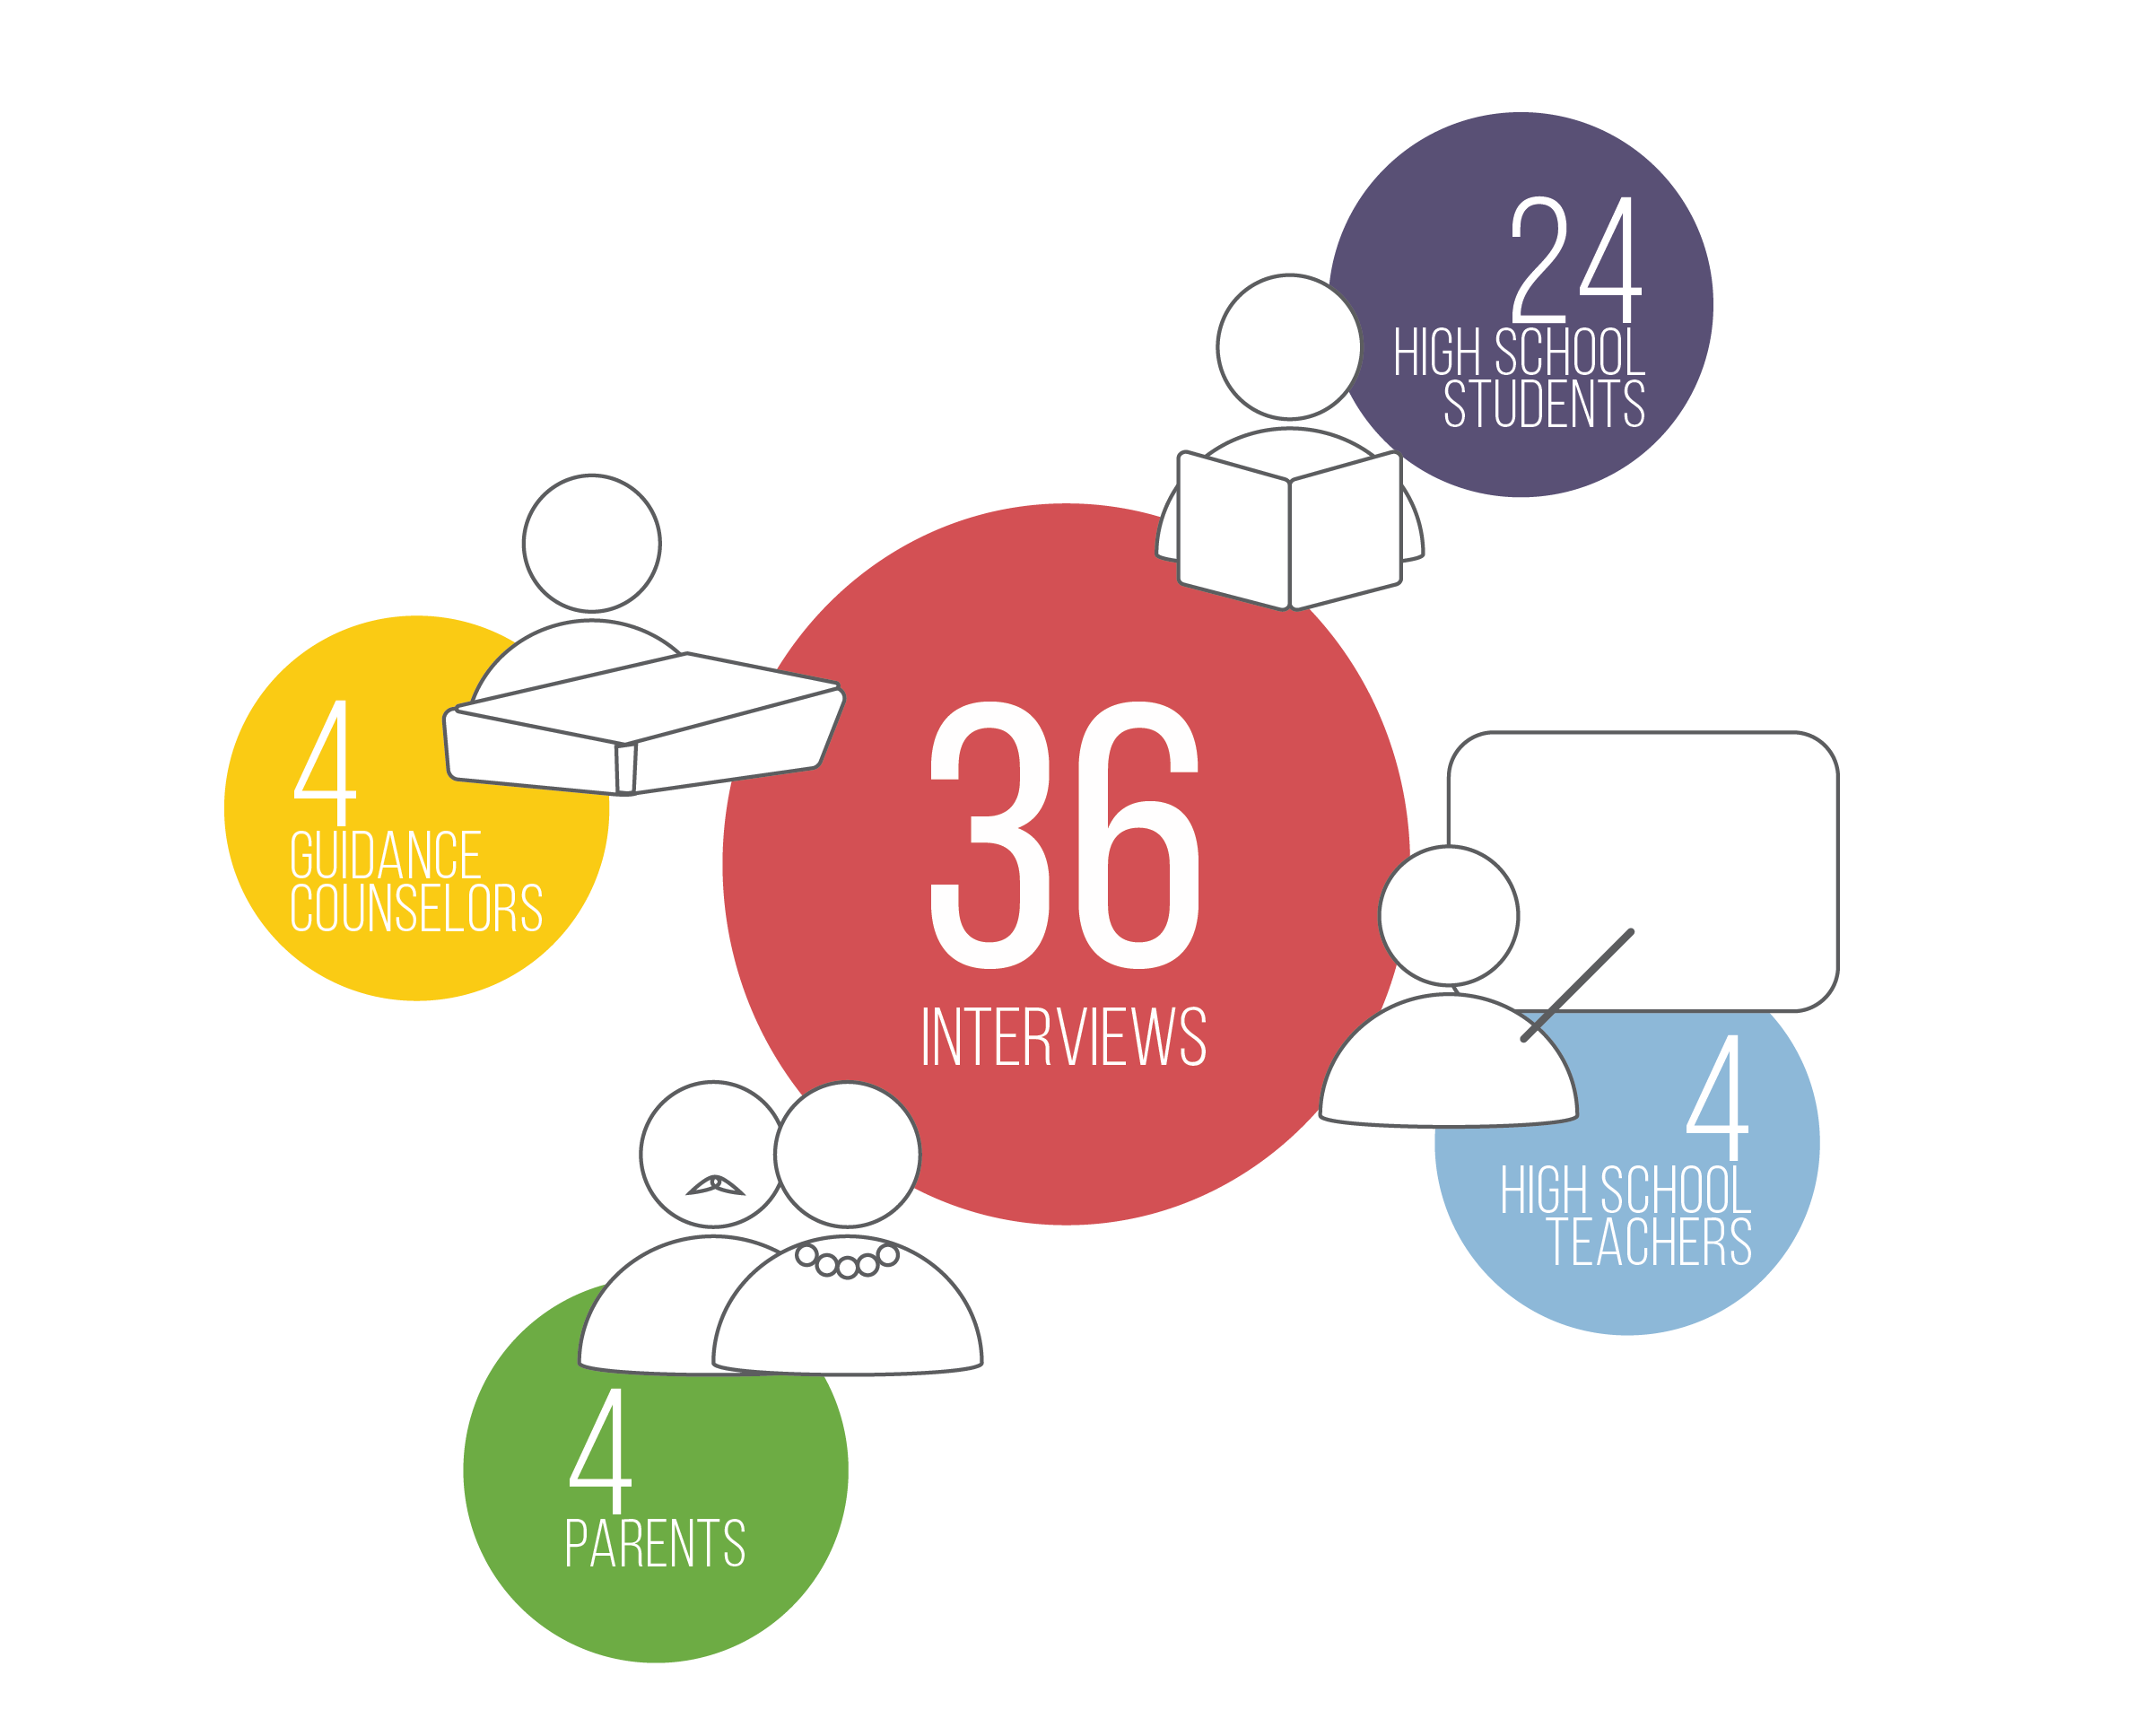 24
HIGH SCHOOL
STUDENTS
4
GUIDANCE
COUNSELORS
36
INTERVIEWS
4
HIGH SCHOOL
TEACHERS
4
PARENTS